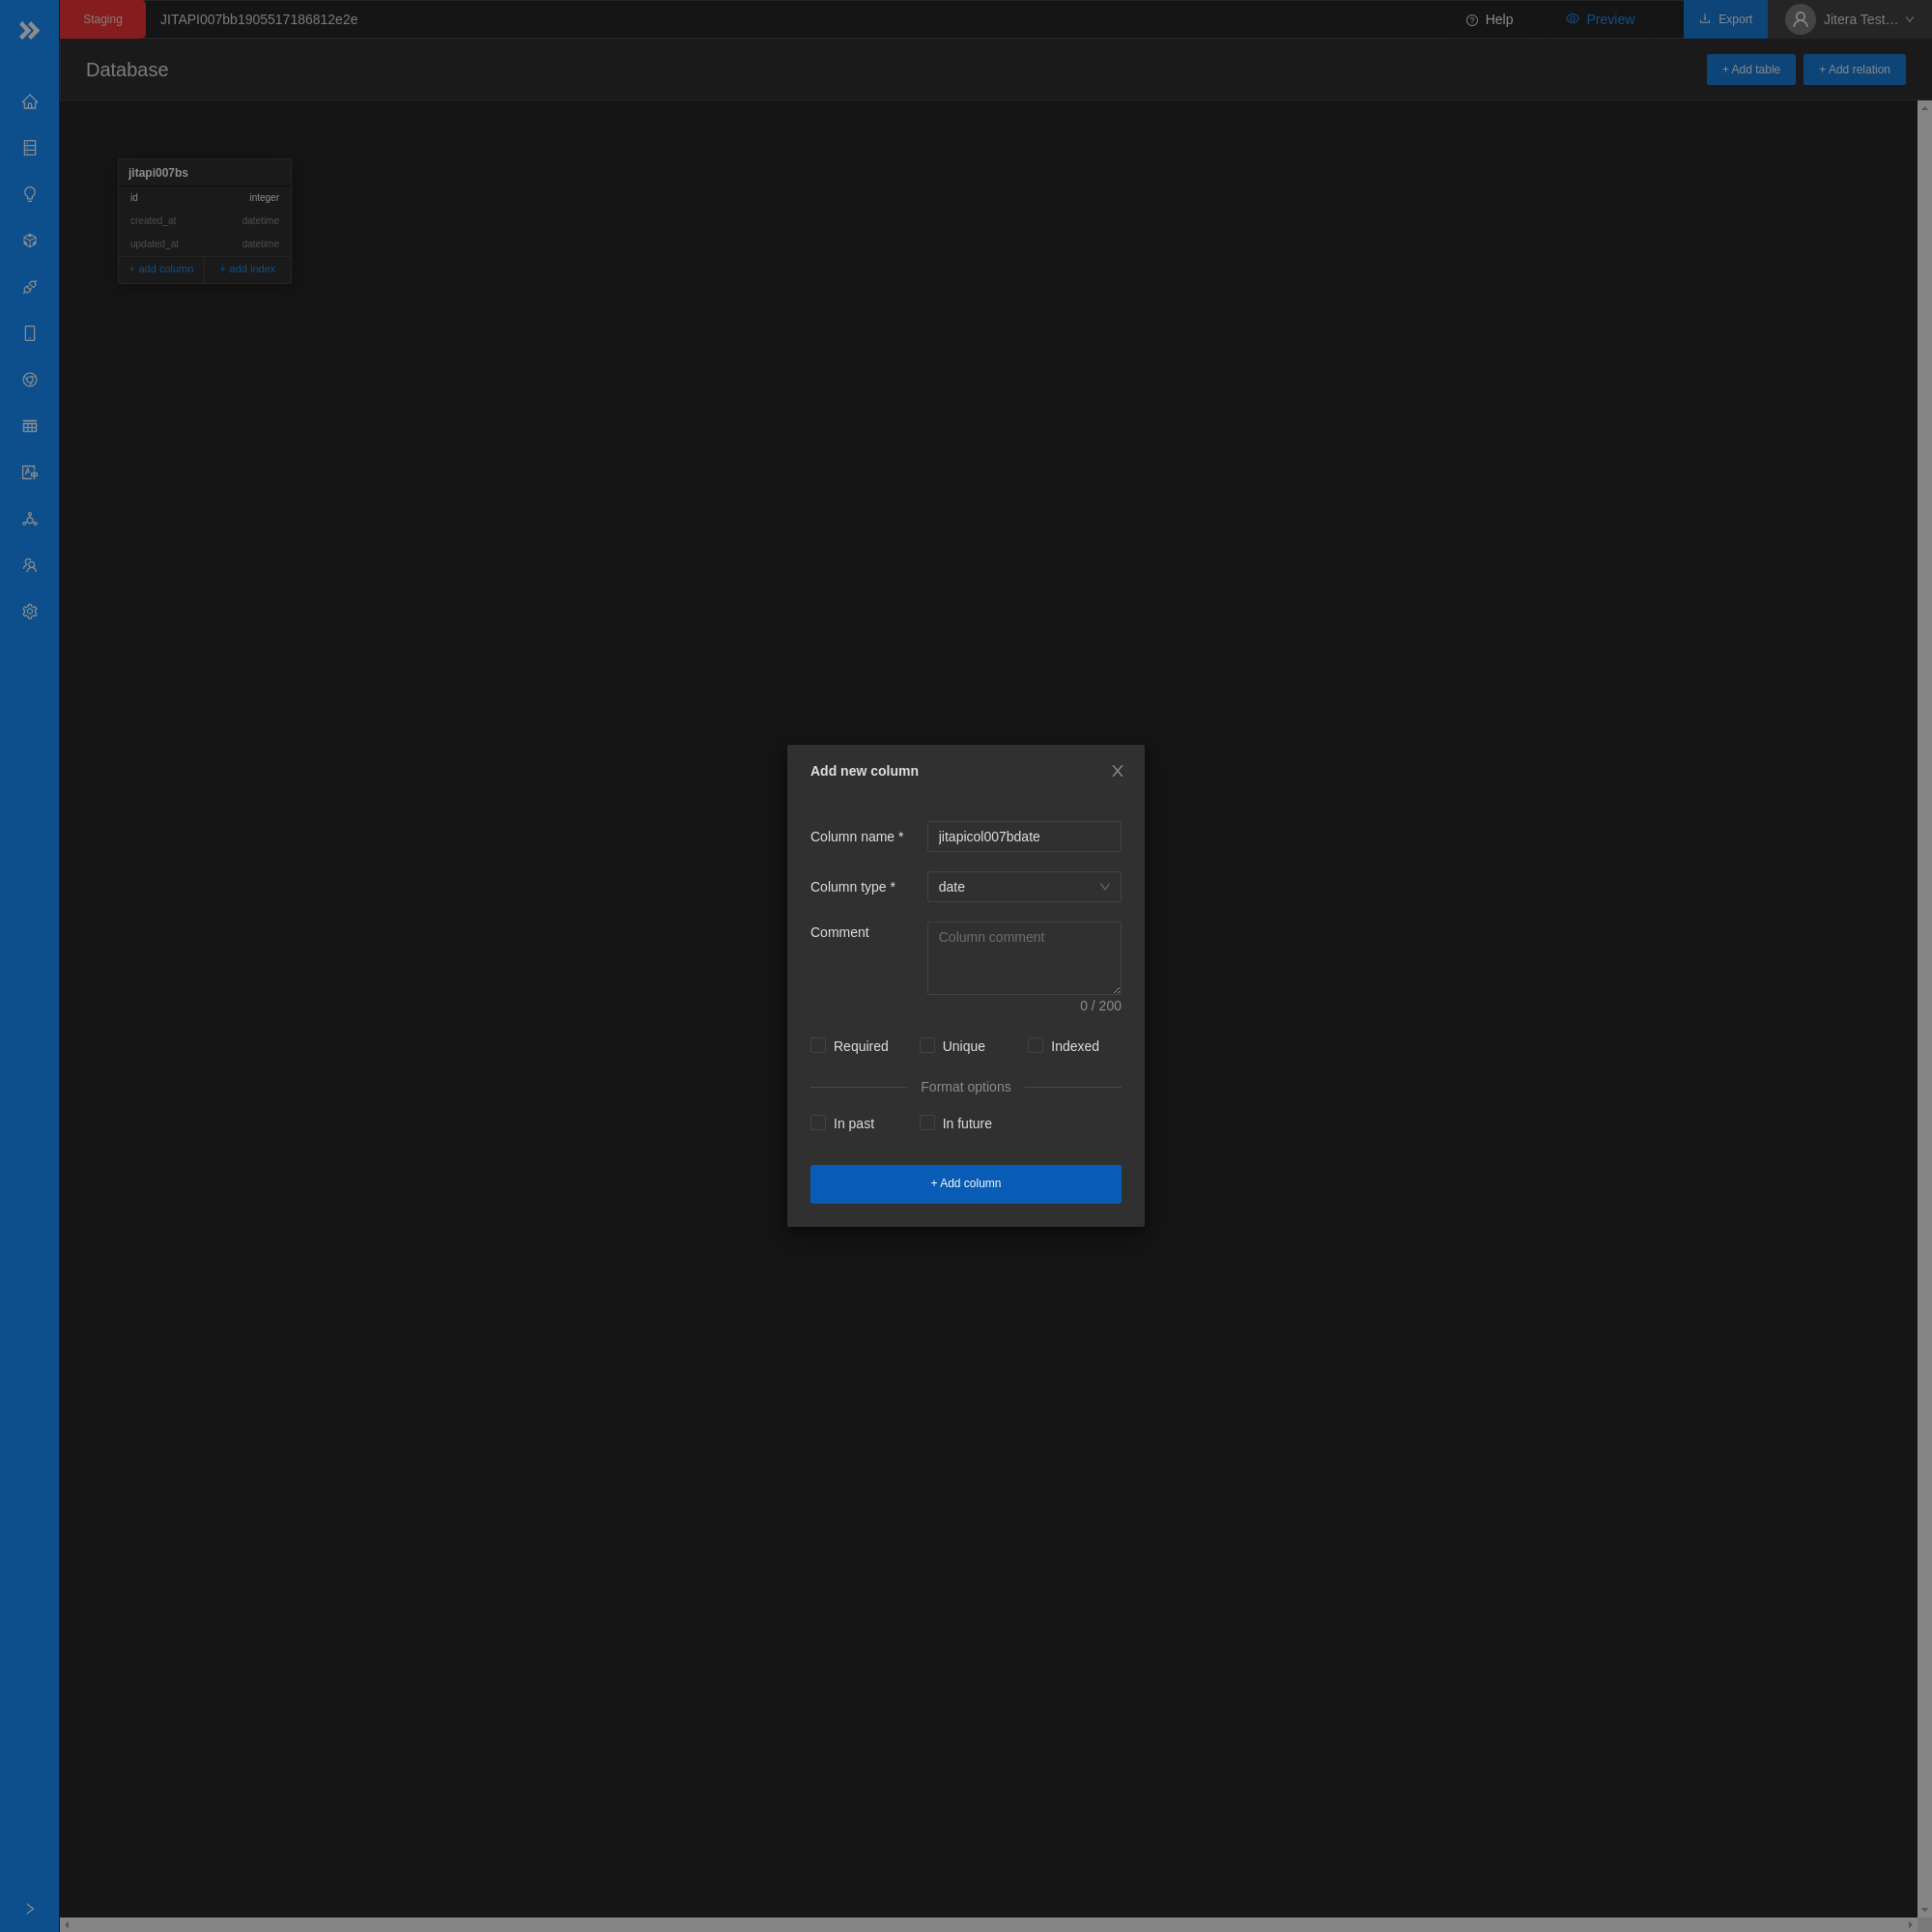 Staging
JITAPI007bb1905517186812e2e
Help
Preview
Export
Jitera Test…
Database
+ Add table
+ Add relation
jitapi007bs
id integer
created_at datetime
updated_at datetime
+ add column + add index
Add new column
Column name * jitapicol007bdate
Column type * date
Comment Column comment
0 / 200
Required Unique Indexed
Format options
In past In future
+ Add column